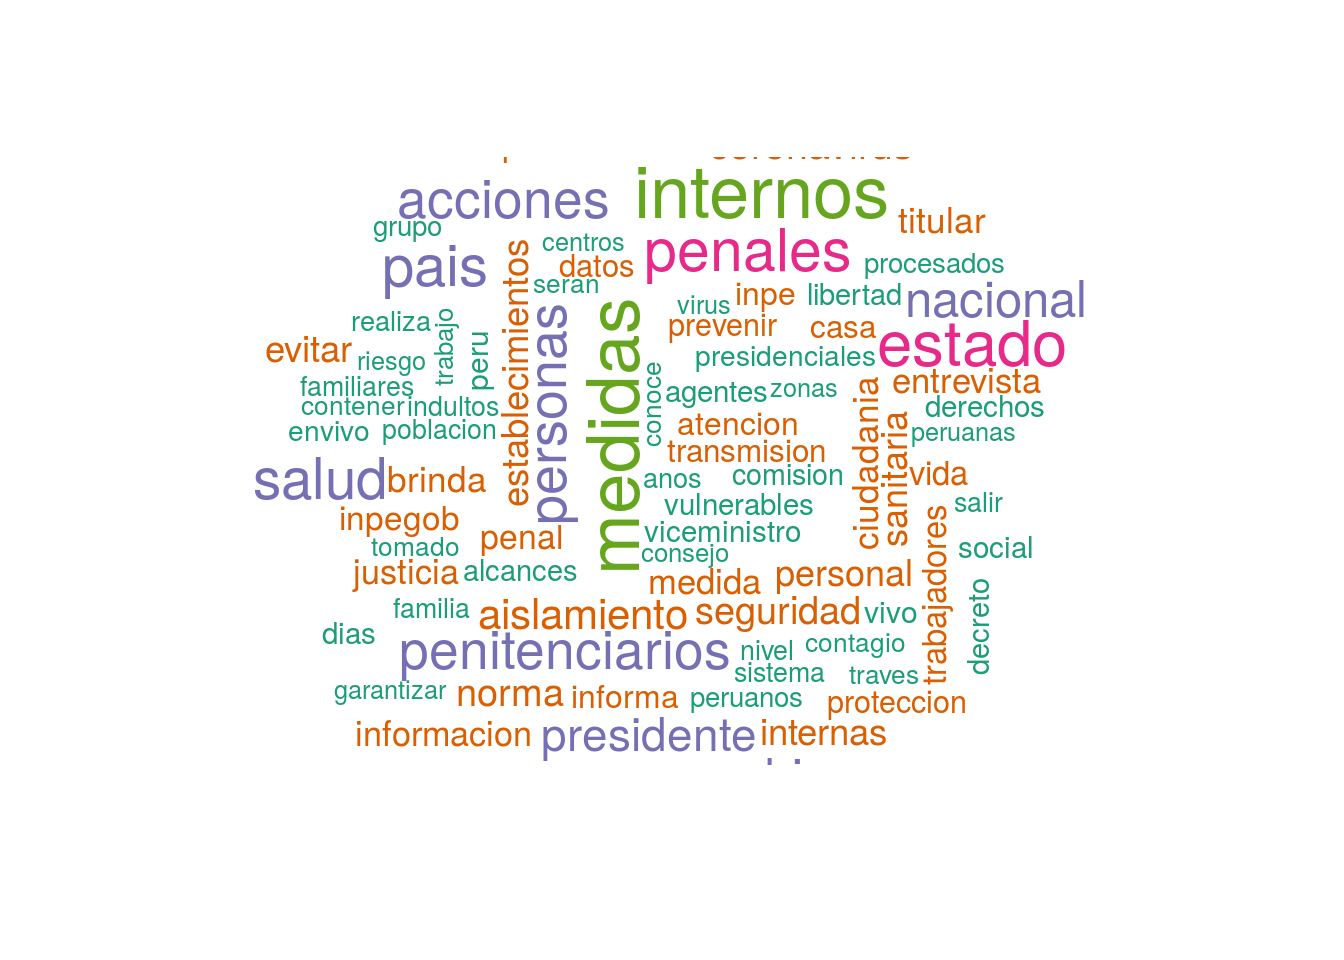 coronavirus
acciones
internos
grupo
titular
centros
penales
pais
datos
procesados
seran
establecimientos
virus
inpe
libertad
nacional
realiza
trabajo
personas
medidas
prevenir
casa
estado
evitar
riesgo
peru
presidenciales
familiares
conoce
agentes
zonas
entrevista
contener
indultos
derechos
envivo
poblacion
atencion
ciudadania
sanitaria
peruanas
transmision
salud
brinda
anos
comision
vida
vulnerables
salir
inpegob
penal
viceministro
trabajadores
tomado
consejo
social
justicia
alcances
medida
personal
familia
aislamiento
seguridad
vivo
decreto
dias
penitenciarios
nivel
contagio
sistema
traves
garantizar
norma
informa
peruanos
proteccion
informacion
presidente
internas